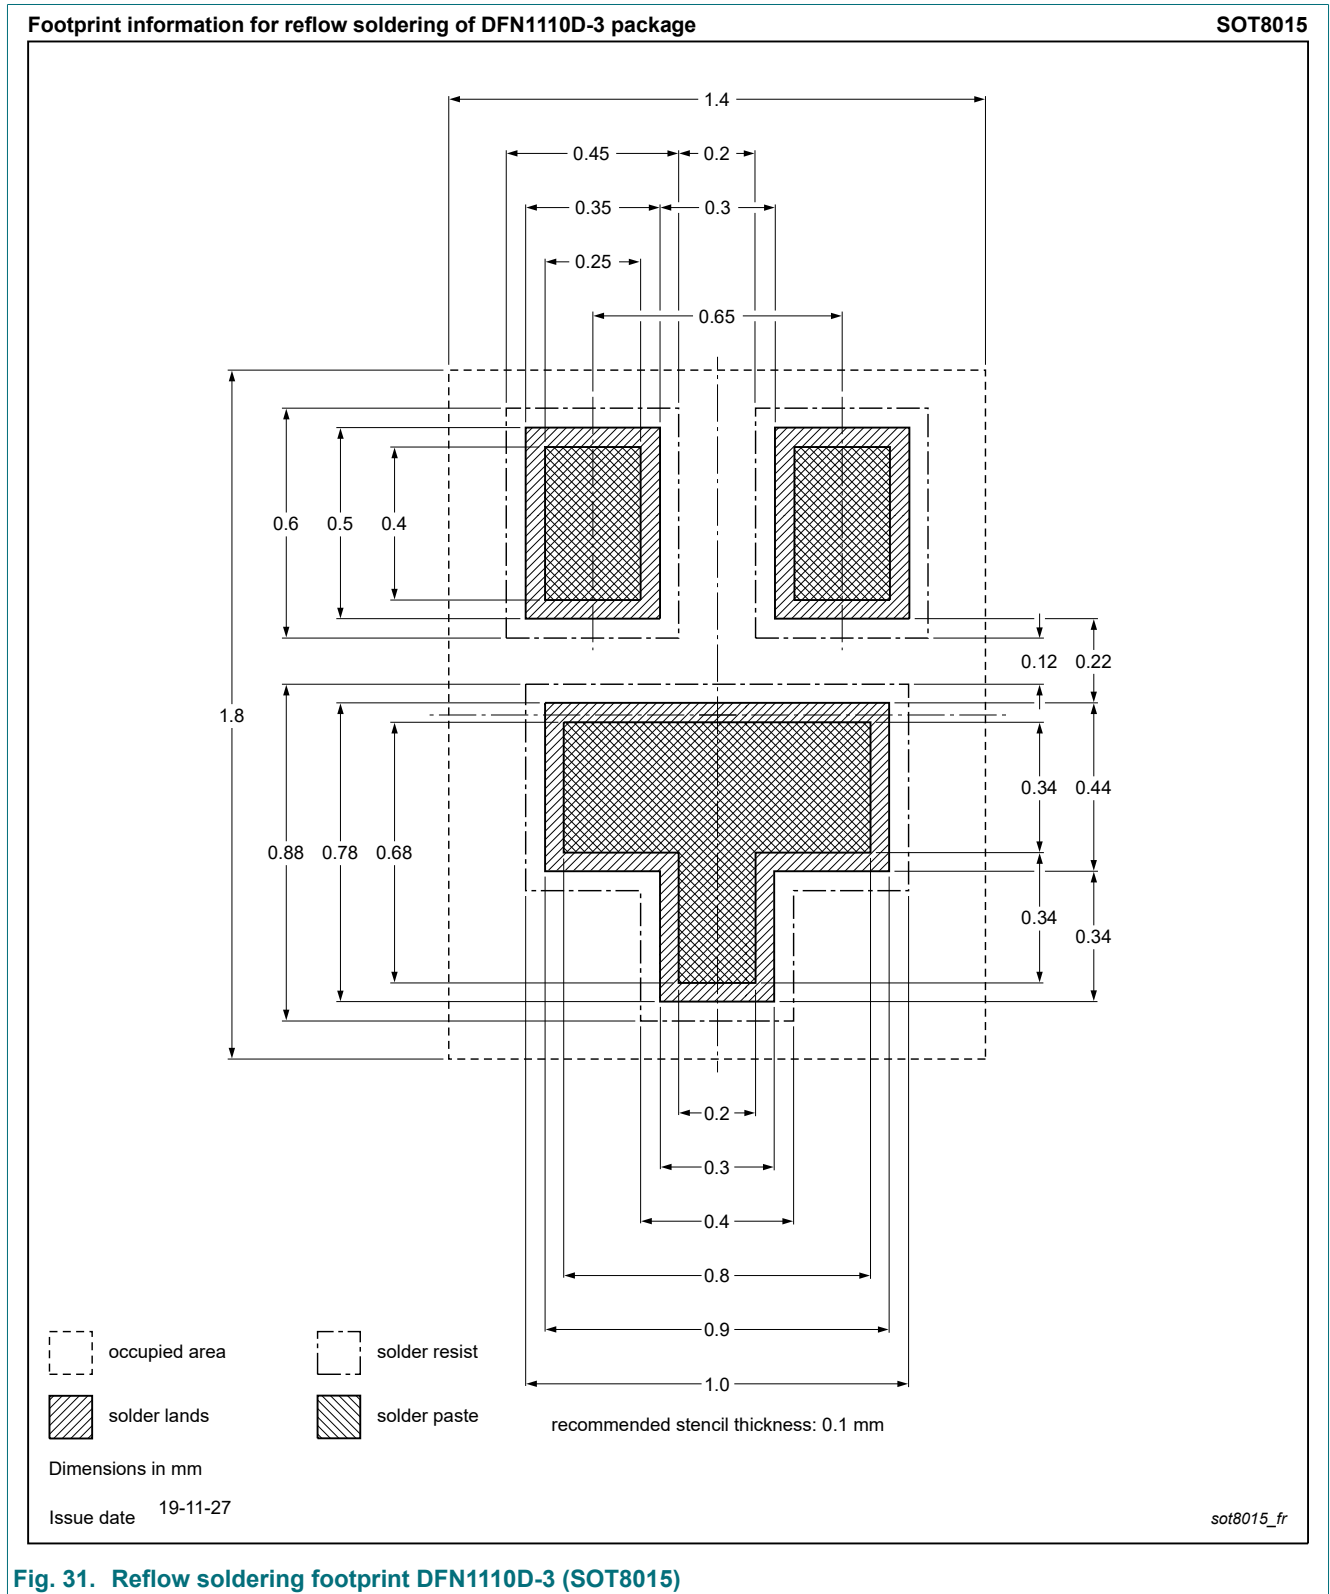 Footprint information for reflow soldering of DFN1110D-3 package SOT8015
1.4
0.45 0.2
0.35 0.3
0.25
0.65
0.6 0.5 0.4
0.12 0.22
1.8
0.34 0.44
0.88 0.78 0.68
0.34 0.34
0.2
0.3
0.4
0.8
0.9
1.0
occupied area solder resist
solder lands solder paste
recommended stencil thickness: 0.1 mm
Dimensions in mm
Issue date 19-11-27
sot8015_fr
Fig. 31. Reflow soldering footprint DFN1110D-3 (SOT8015)